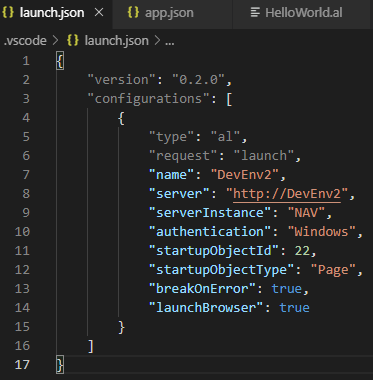 {} launch.json × {} app.json HelloWorld.al
.vscode > {} launch.json > ...
1 {
2     "version": "0.2.0",
3     "configurations": [
4         {
5             "type": "al",
6             "request": "launch",
7             "name": "DevEnv2",
8             "server": "http://DevEnv2",
9             "serverInstance": "NAV",
10             "authentication": "Windows",
11             "startupObjectId": 22,
12             "startupObjectType": "Page",
13             "breakOnError": true,
14             "launchBrowser": true
15         }
16     ]
17 }